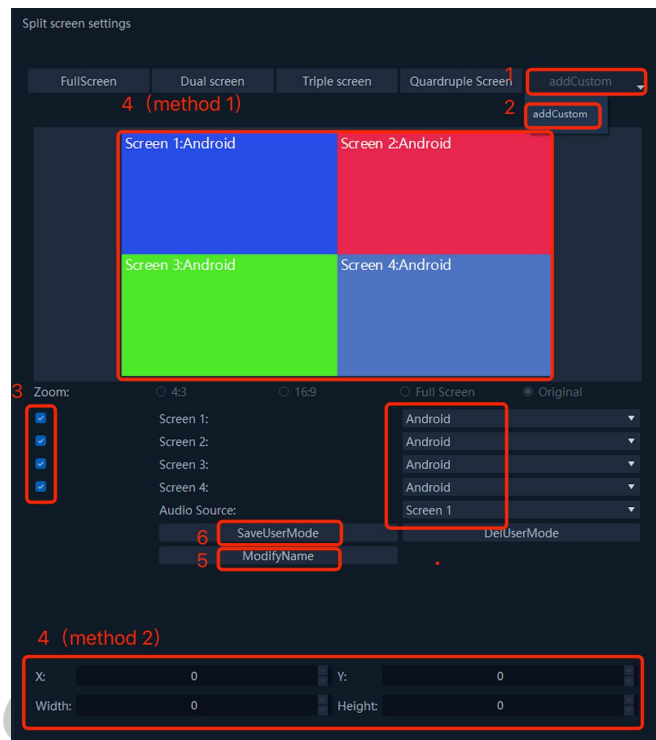 Split screen settings
FullScreen Dual screen Triple screen Quardruple Screen 1 addCustom
4 (method 1) 2 addCustom
Screen 1:Android Screen 2:Android
Screen 3:Android Screen 4:Android
3 Zoom: 4:3 16:9 Full Screen Original
Screen 1: Android
Screen 2: Android
Screen 3: Android
Screen 4: Android
Audio Source: Screen 1
6 SaveUserMode DelUserMode
5 ModifyName
4 (method 2)
X: 0 Y: 0
Width: 0 Height: 0